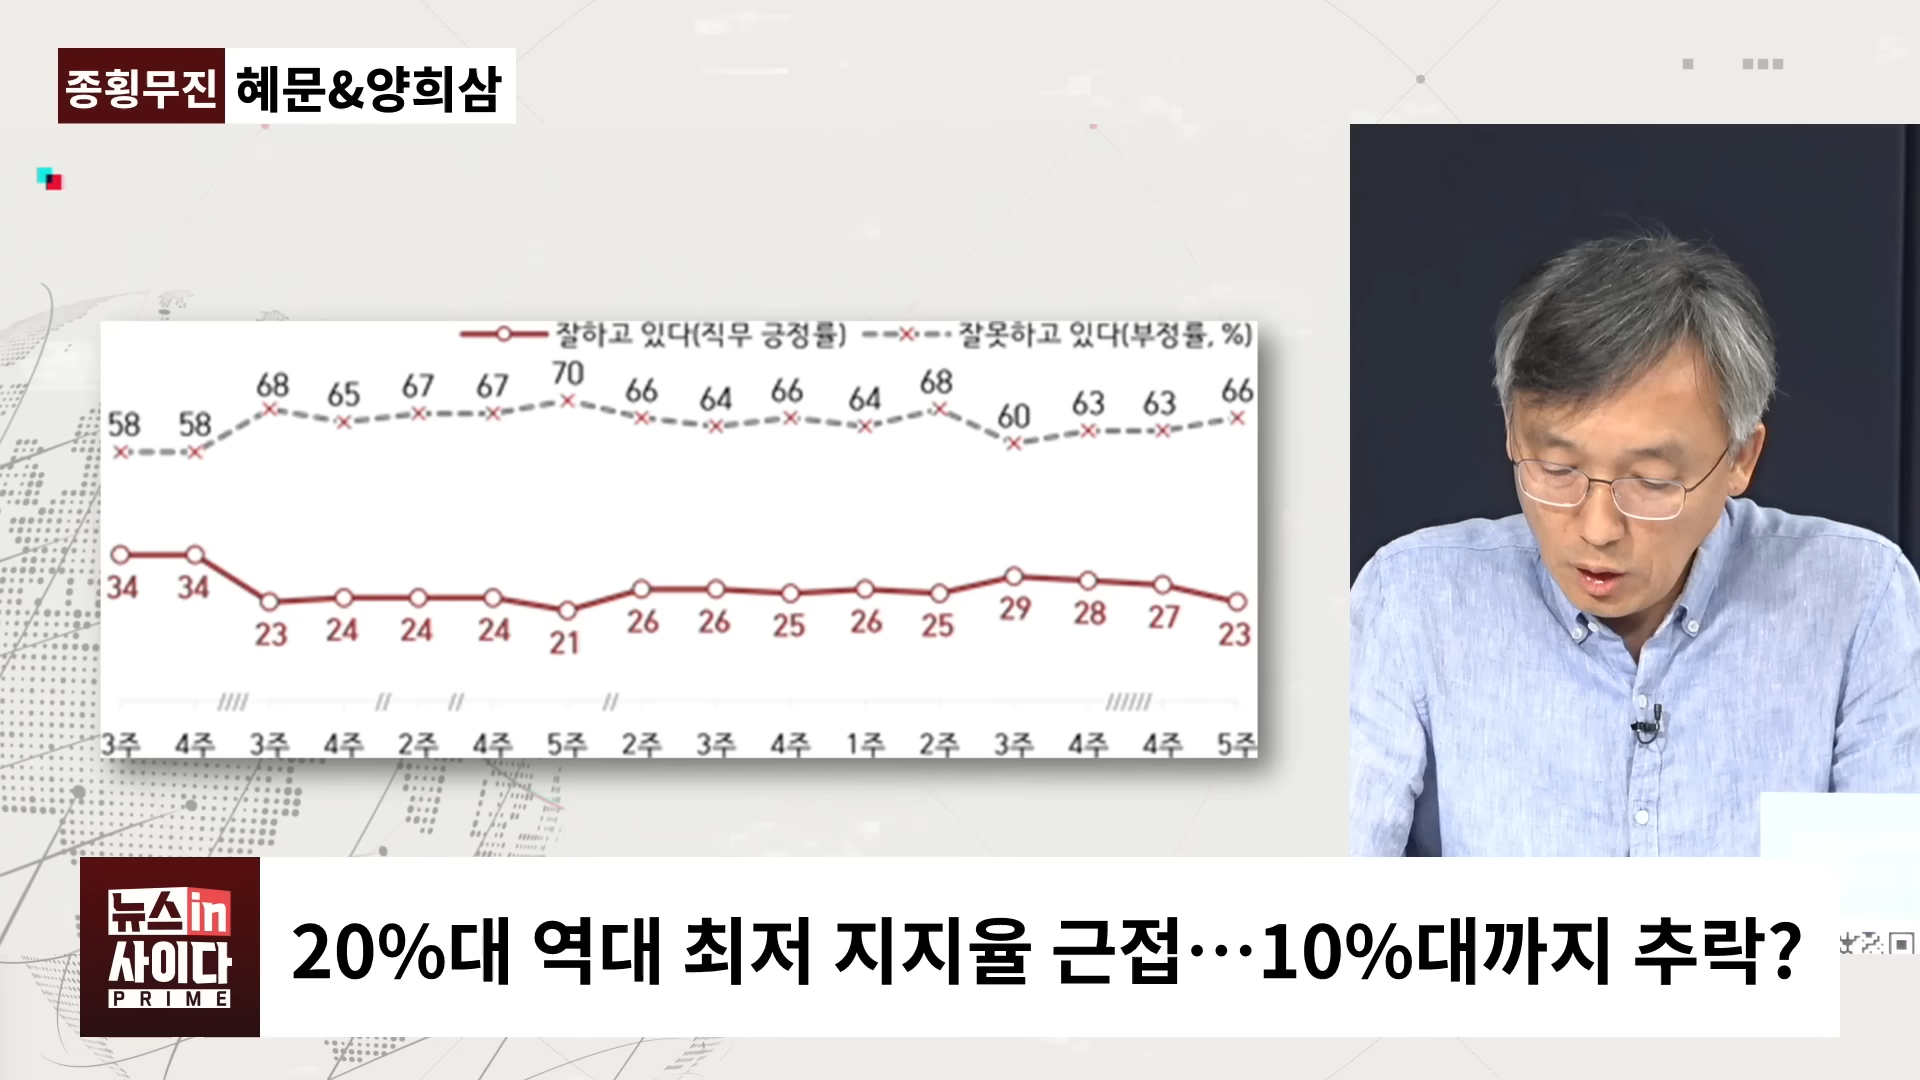 종횡무진 혜문&양희삼
잘하고 있다(직무 긍정률) 잘못하고 있다(부정률, %)
58 58 68 65 67 67 70 66 64 66 64 68 60 63 63 66
34 34 23 24 24 24 21 26 26 25 26 25 29 28 27 23
3주 4주 3주 4주 2주 4주 5주 2주 3주 4주 1주 2주 3주 4주 4주 5주
뉴스in
사이다
PRIME
20%대 역대 최저 지지율 근접…10%대까지 추락?